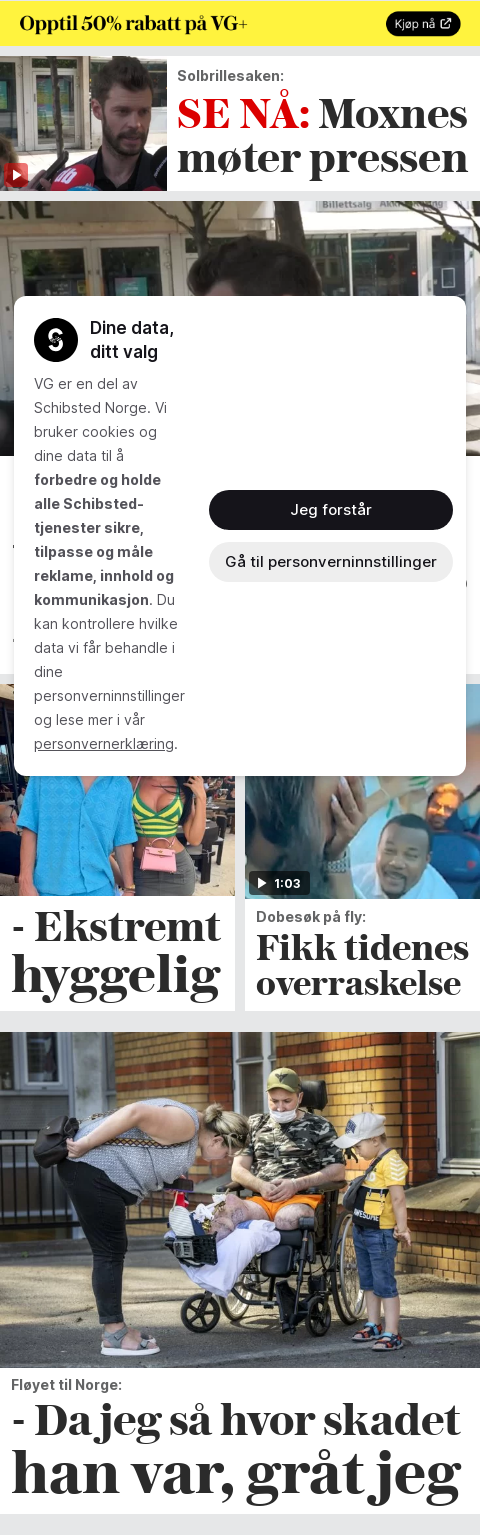 Opptil 50% rabatt på VG+
Kjøp nå
Solbrillesaken:
SE NÅ: Moxnes
møter pressen
Billettsalg
Dine data,
ditt valg
VG er en del av
Schibsted Norge. Vi
bruker cookies og
dine data til å
forbedre og holde
alle Schibsted-
tjenester sikre,
tilpasse og måle
reklame, innhold og
kommunikasjon. Du
kan kontrollere hvilke
data vi får behandle i
dine
personverninnstillinger
og lese mer i vår
personvernerklæring.
Jeg forstår
Gå til personverninnstillinger
1:03
- Ekstremt
hyggelig
Dobesøk på fly:
Fikk tidenes
overraskelse
AWESOME
Fløyet til Norge:
- Da jeg så hvor skadet
han var, gråt jeg